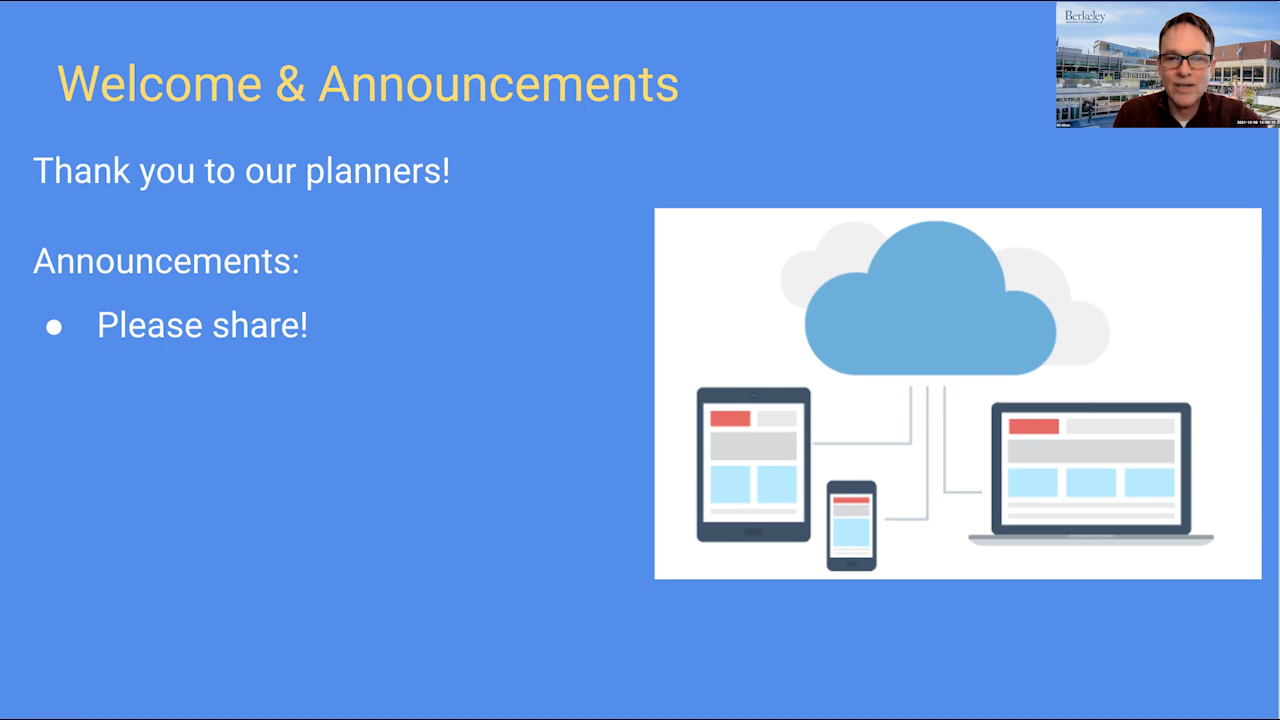 Welcome & Announcements
Thank you to our planners!
Announcements:
● Please share!
Berkeley